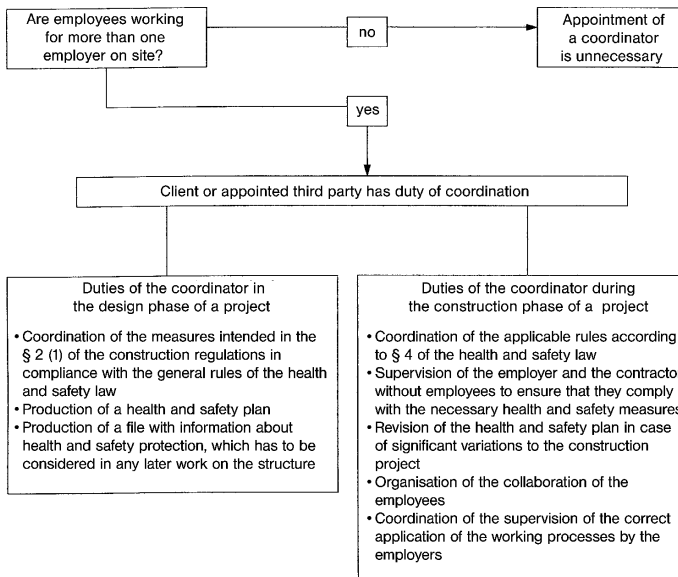 Are employees working
for more than one
employer on site?
no
Appointment of
a coordinator
is unnecessary
yes
Client or appointed third party has duty of coordination
Duties of the coordinator in
the design phase of a project
• Coordination of the measures intended in the
§ 2 (1) of the construction regulations in
compliance with the general rules of the health
and safety law
• Production of a health and safety plan
• Production of a file with information about
health and safety protection, which has to be
considered in any later work on the structure
Duties of the coordinator during
the construction phase of a project
• Coordination of the applicable rules according
to § 4 of the health and safety law
• Supervision of the employer and the contracto
without employees to ensure that they comply
with the necessary health and safety measures
• Revision of the health and safety plan in case
of significant variations to the construction
project
• Organisation of the collaboration of the
employees
• Coordination of the supervision of the correct
application of the working processes by the
employers